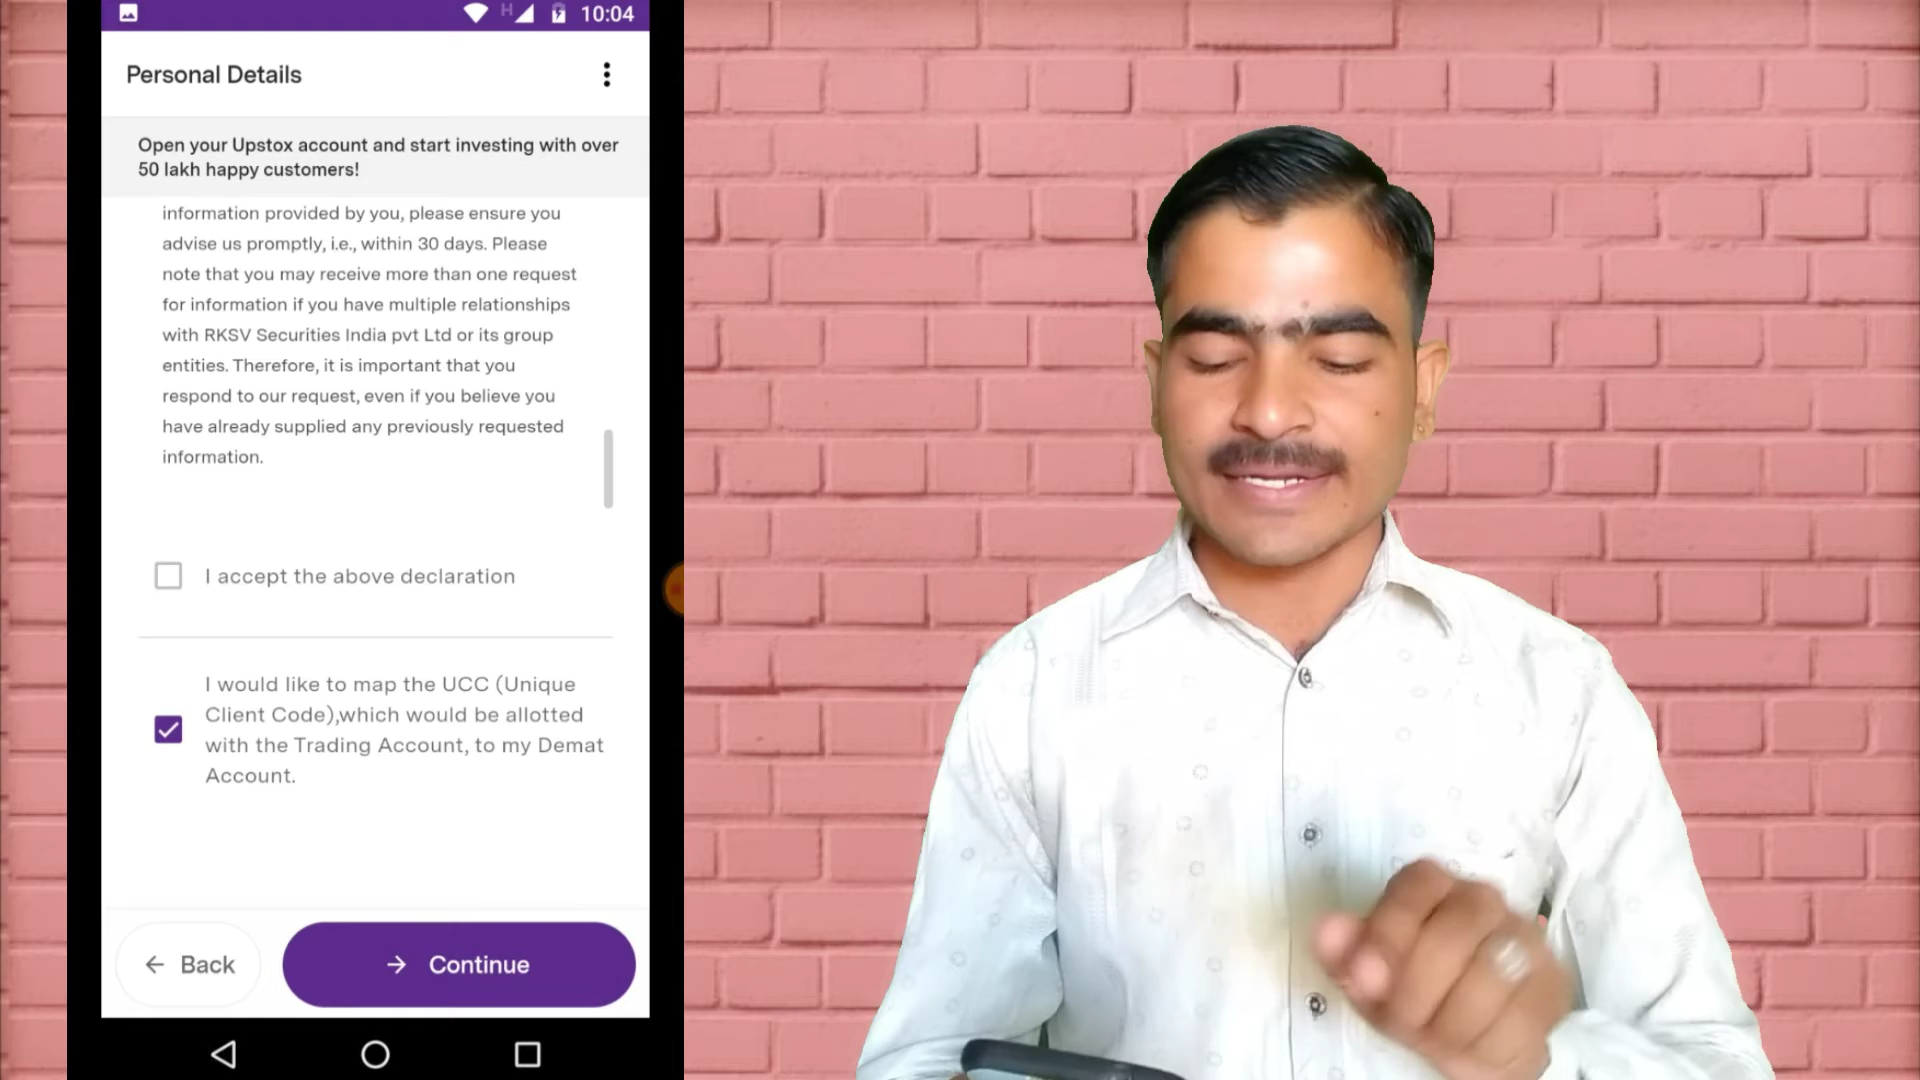 H 10:04
Personal Details
Open your Upstox account and start investing with over
50 lakh happy customers!
information provided by you, please ensure you
advise us promptly, i.e., within 30 days. Please
note that you may receive more than one request
for information if you have multiple relationships
with RKSV Securities India pvt Ltd or its group
entities. Therefore, it is important that you
respond to our request, even if you believe you
have already supplied any previously requested
information.
I accept the above declaration
I would like to map the UCC (Unique
Client Code),which would be allotted
with the Trading Account, to my Demat
Account.
Back
Continue